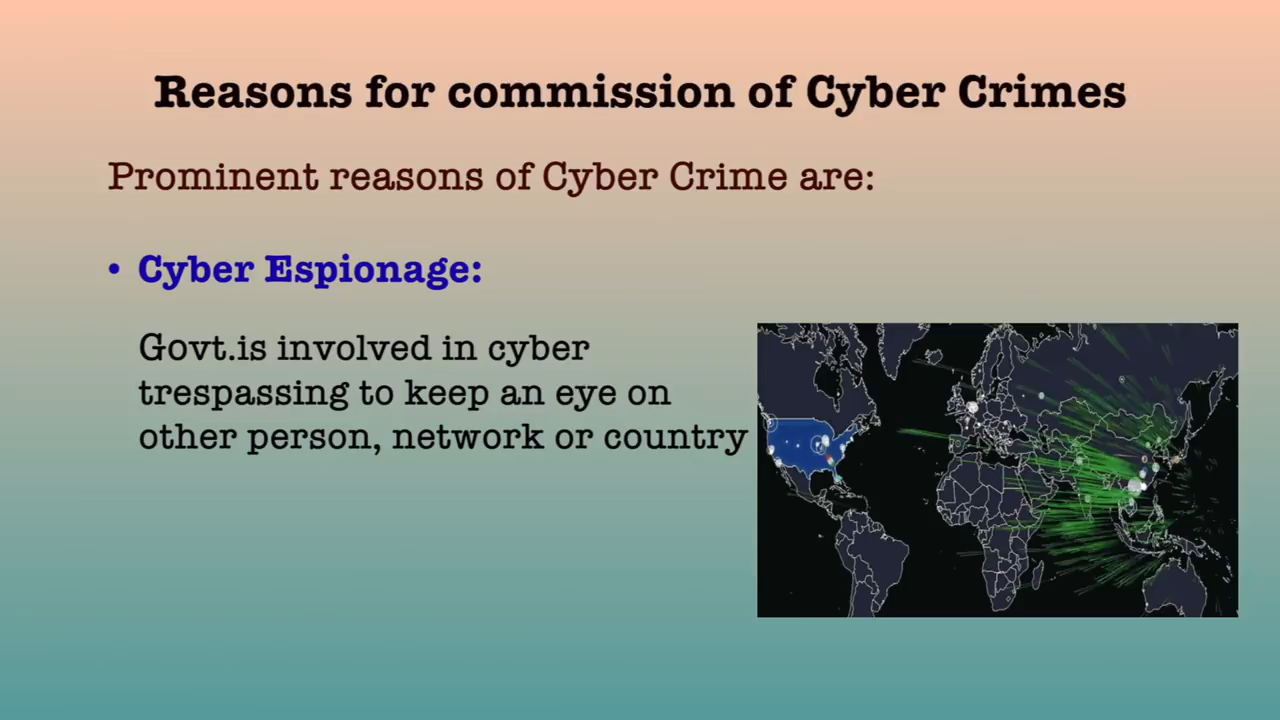 Reasons for commission of Cyber Crimes
Prominent reasons of Cyber Crime are:
• Cyber Espionage:
Govt.is involved in cyber
trespassing to keep an eye on
other person, network or country